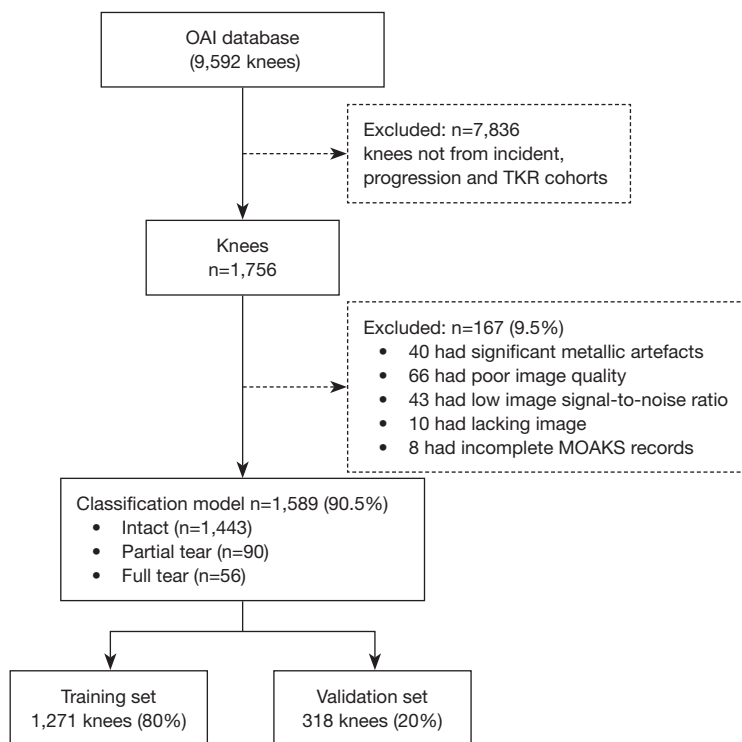 OAI database
(9,592 knees)
Excluded: n=7,836
knees not from incident,
progression and TKR cohorts
Knees
n=1,756
Excluded: n=167 (9.5%)
• 40 had significant metallic artefacts
• 66 had poor image quality
• 43 had low image signal-to-noise ratio
• 10 had lacking image
• 8 had incomplete MOAKS records
Classification model n=1,589 (90.5%)
• Intact (n=1,443)
• Partial tear (n=90)
• Full tear (n=56)
Training set
1,271 knees (80%)
Validation set
318 knees (20%)